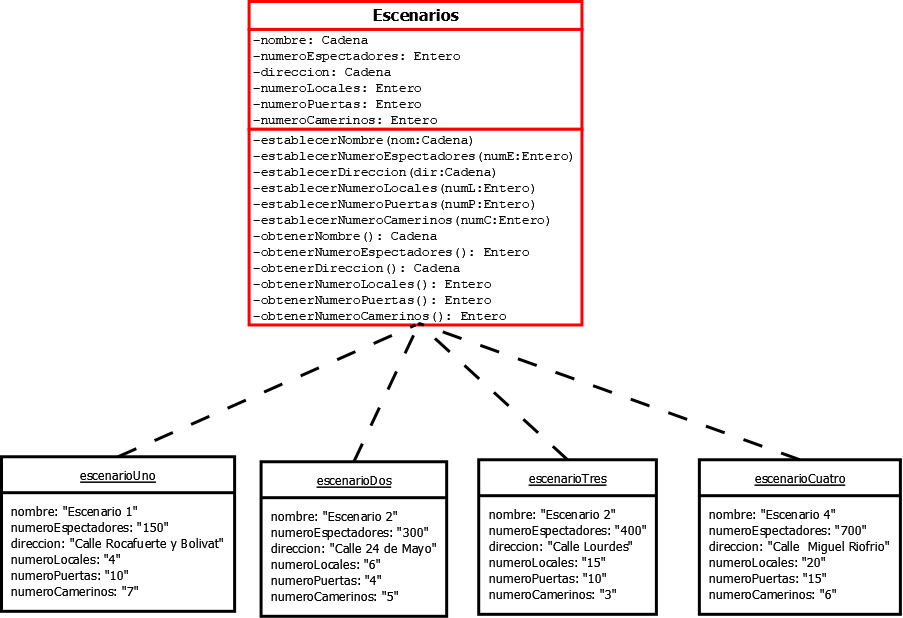 Escenarios
-nombre: Cadena
-numeroEspectadores: Entero
-direccion: Cadena
-numeroLocales: Entero
-numeroPuertas: Entero
-numeroCamerinos: Entero
-establecerNombre(nom:Cadena)
-establecerNumeroEspectadores(numE:Entero)
-establecerDireccion(dir:Cadena)
-establecerNumeroLocales(numL:Entero)
-establecerNumeroPuertas(numP:Entero)
-establecerNumeroCamerinos(numC:Entero)
-obtenerNombre(): Cadena
-obtenerNumeroEspectadores(): Entero
-obtenerDireccion(): Cadena
-obtenerNumeroLocales(): Entero
-obtenerNumeroPuertas(): Entero
-obtenerNumeroCamerinos(): Entero
escenarioUno
nombre: "Escenario 1"
numeroEspectadores: "150"
direccion: "Calle Rocafuerte y Bolivat"
numeroLocales: "4"
numeroPuertas: "10"
numeroCamerinos: "7"
escenarioDos
nombre: "Escenario 2"
numeroEspectadores: "300"
direccion: "Calle 24 de Mayo"
numeroLocales: "6"
numeroPuertas: "4"
numeroCamerinos: "5"
escenarioTres
nombre: "Escenario 2"
numeroEspectadores: "400"
direccion: "Calle Lourdes"
numeroLocales: "15"
numeroPuertas: "10"
numeroCamerinos: "3"
escenarioCuatro
nombre: "Escenario 4"
numeroEspectadores: "700"
direccion: "Calle  Miguel Riofrio"
numeroLocales: "20"
numeroPuertas: "15"
numeroCamerinos: "6"